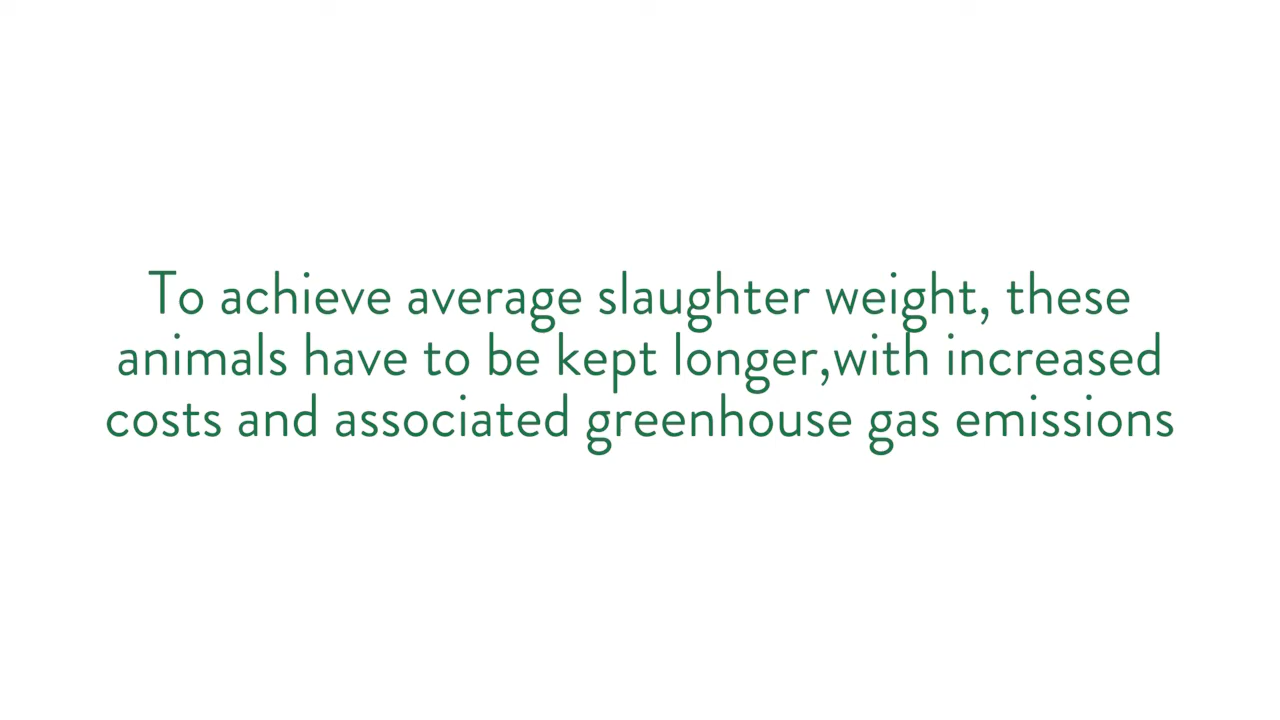 To achieve average slaughter weight, these
animals have to be kept longer,with increased
costs and associated greenhouse gas emissions